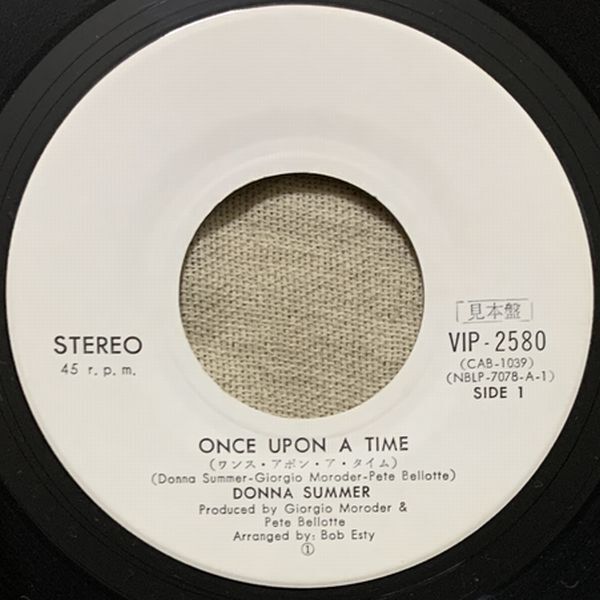 STEREO
45 r.p.m.
見本盤
VIP-2580
(CAB-1039)
(NBLP-7078-A-1)
SIDE 1
ONCE UPON A TIME
(ワンス・アポン・ア・タイム)
(Donna Summer-Giorgio Moroder-Pete Bellotte)
DONNA SUMMER
Produced by Giorgio Moroder &
Pete Bellotte
Arranged by: Bob Esty
①